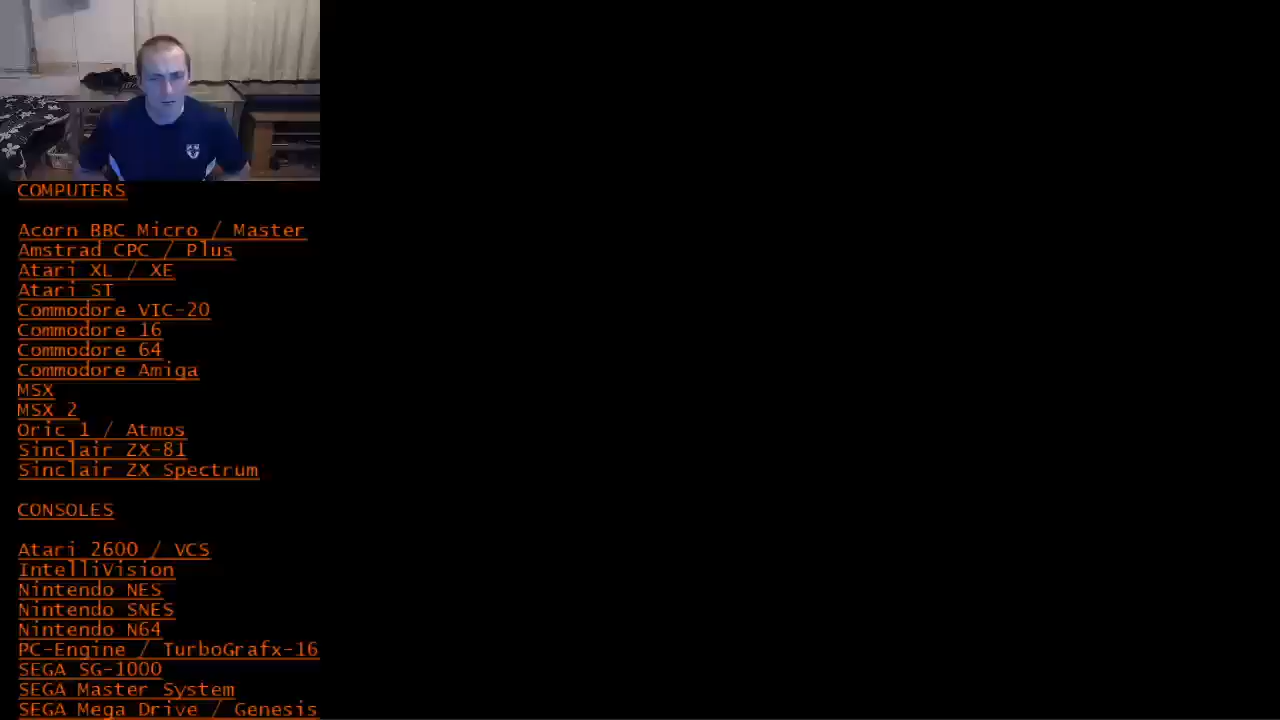 COMPUTERS
Acorn BBC Micro / Master
Amstrad CPC / Plus
Atari XL / XE
Atari ST
Commodore VIC-20
Commodore 16
Commodore 64
Commodore Amiga
MSX
MSX 2
Oric 1 / Atmos
Sinclair ZX-81
Sinclair ZX Spectrum
CONSOLES
Atari 2600 / VCS
IntelliVision
Nintendo NES
Nintendo SNES
Nintendo N64
PC-Engine / TurboGrafx-16
SEGA SG-1000
SEGA Master System
SEGA Mega Drive / Genesis